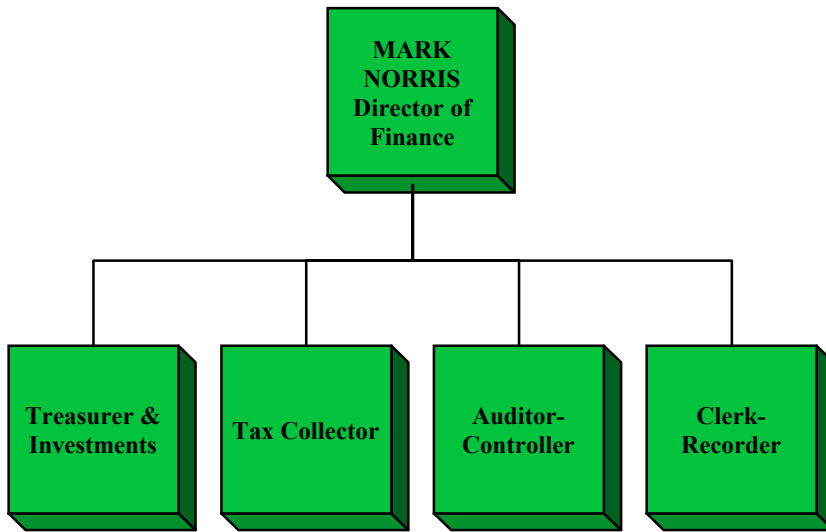 MARK
NORRIS
Director of
Finance
Treasurer &
Investments
Tax Collector
Auditor-
Controller
Clerk-
Recorder